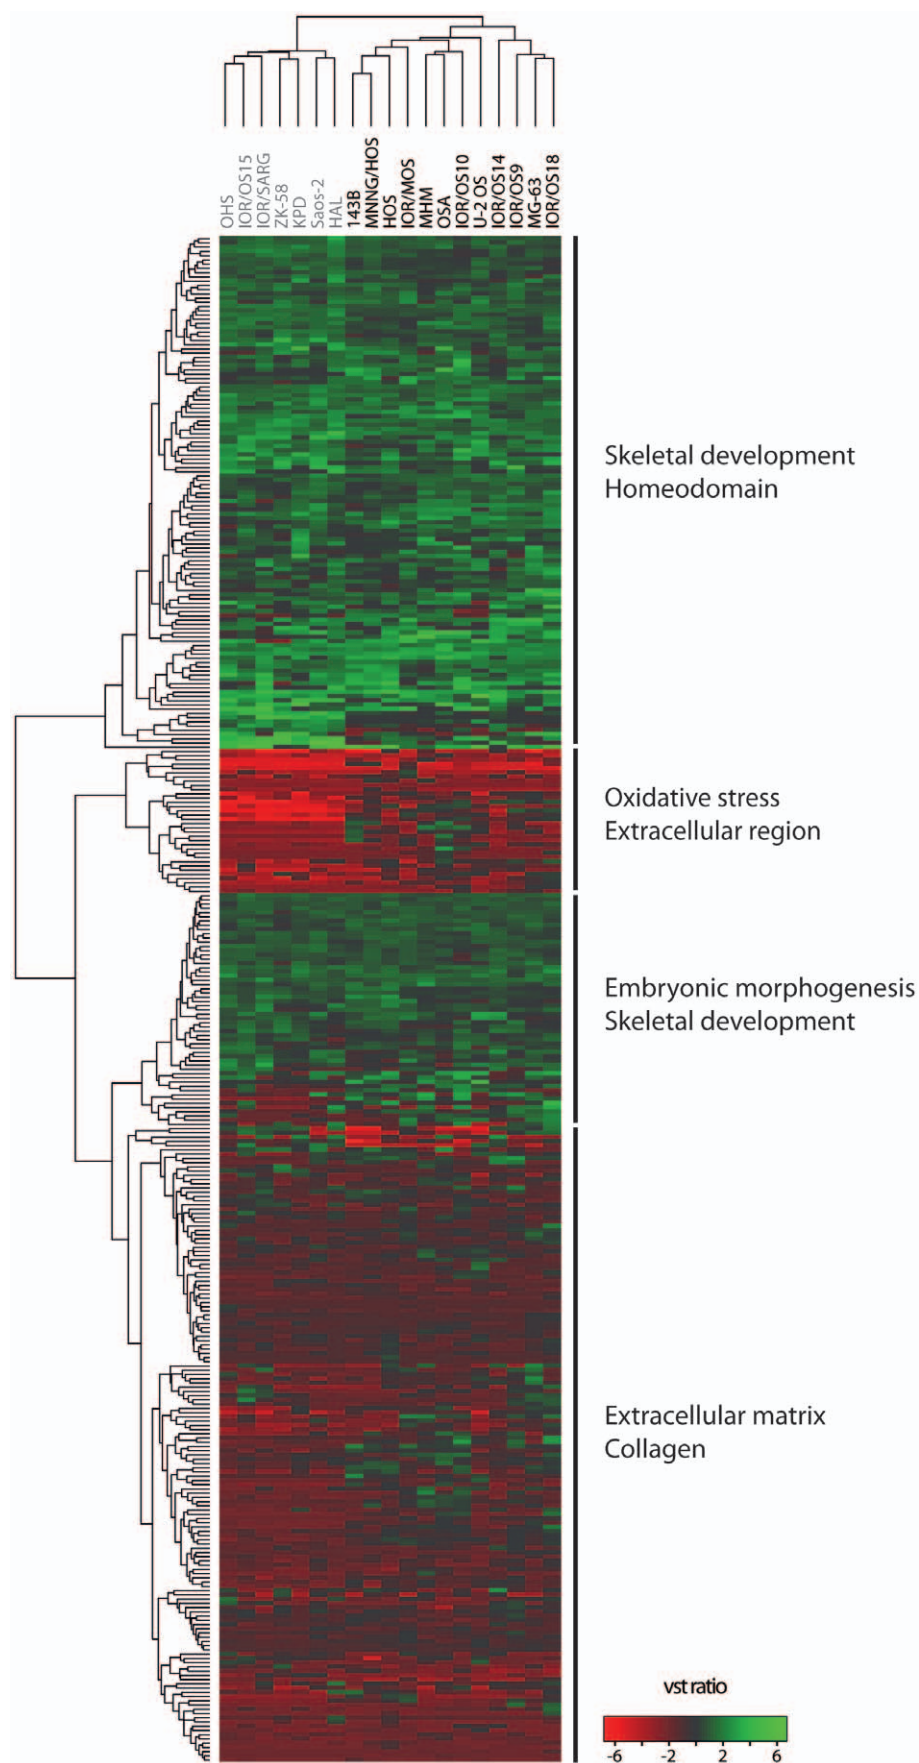 OHS
IOR/OS15
IOR/SARG
ZK-58
KPD
Saos-2
HAL
143B
MNNG/HOS
HOS
IOR/MOS
MHM
OSA
IOR/OS10
U-2 OS
IOR/OS14
IOR/OS9
MG-63
IOR/OS18
Skeletal development
Homeodomain
Oxidative stress
Extracellular region
Embryonic morphogenesis
Skeletal development
Extracellular matrix
Collagen
vst ratio
-6 -2 2 6